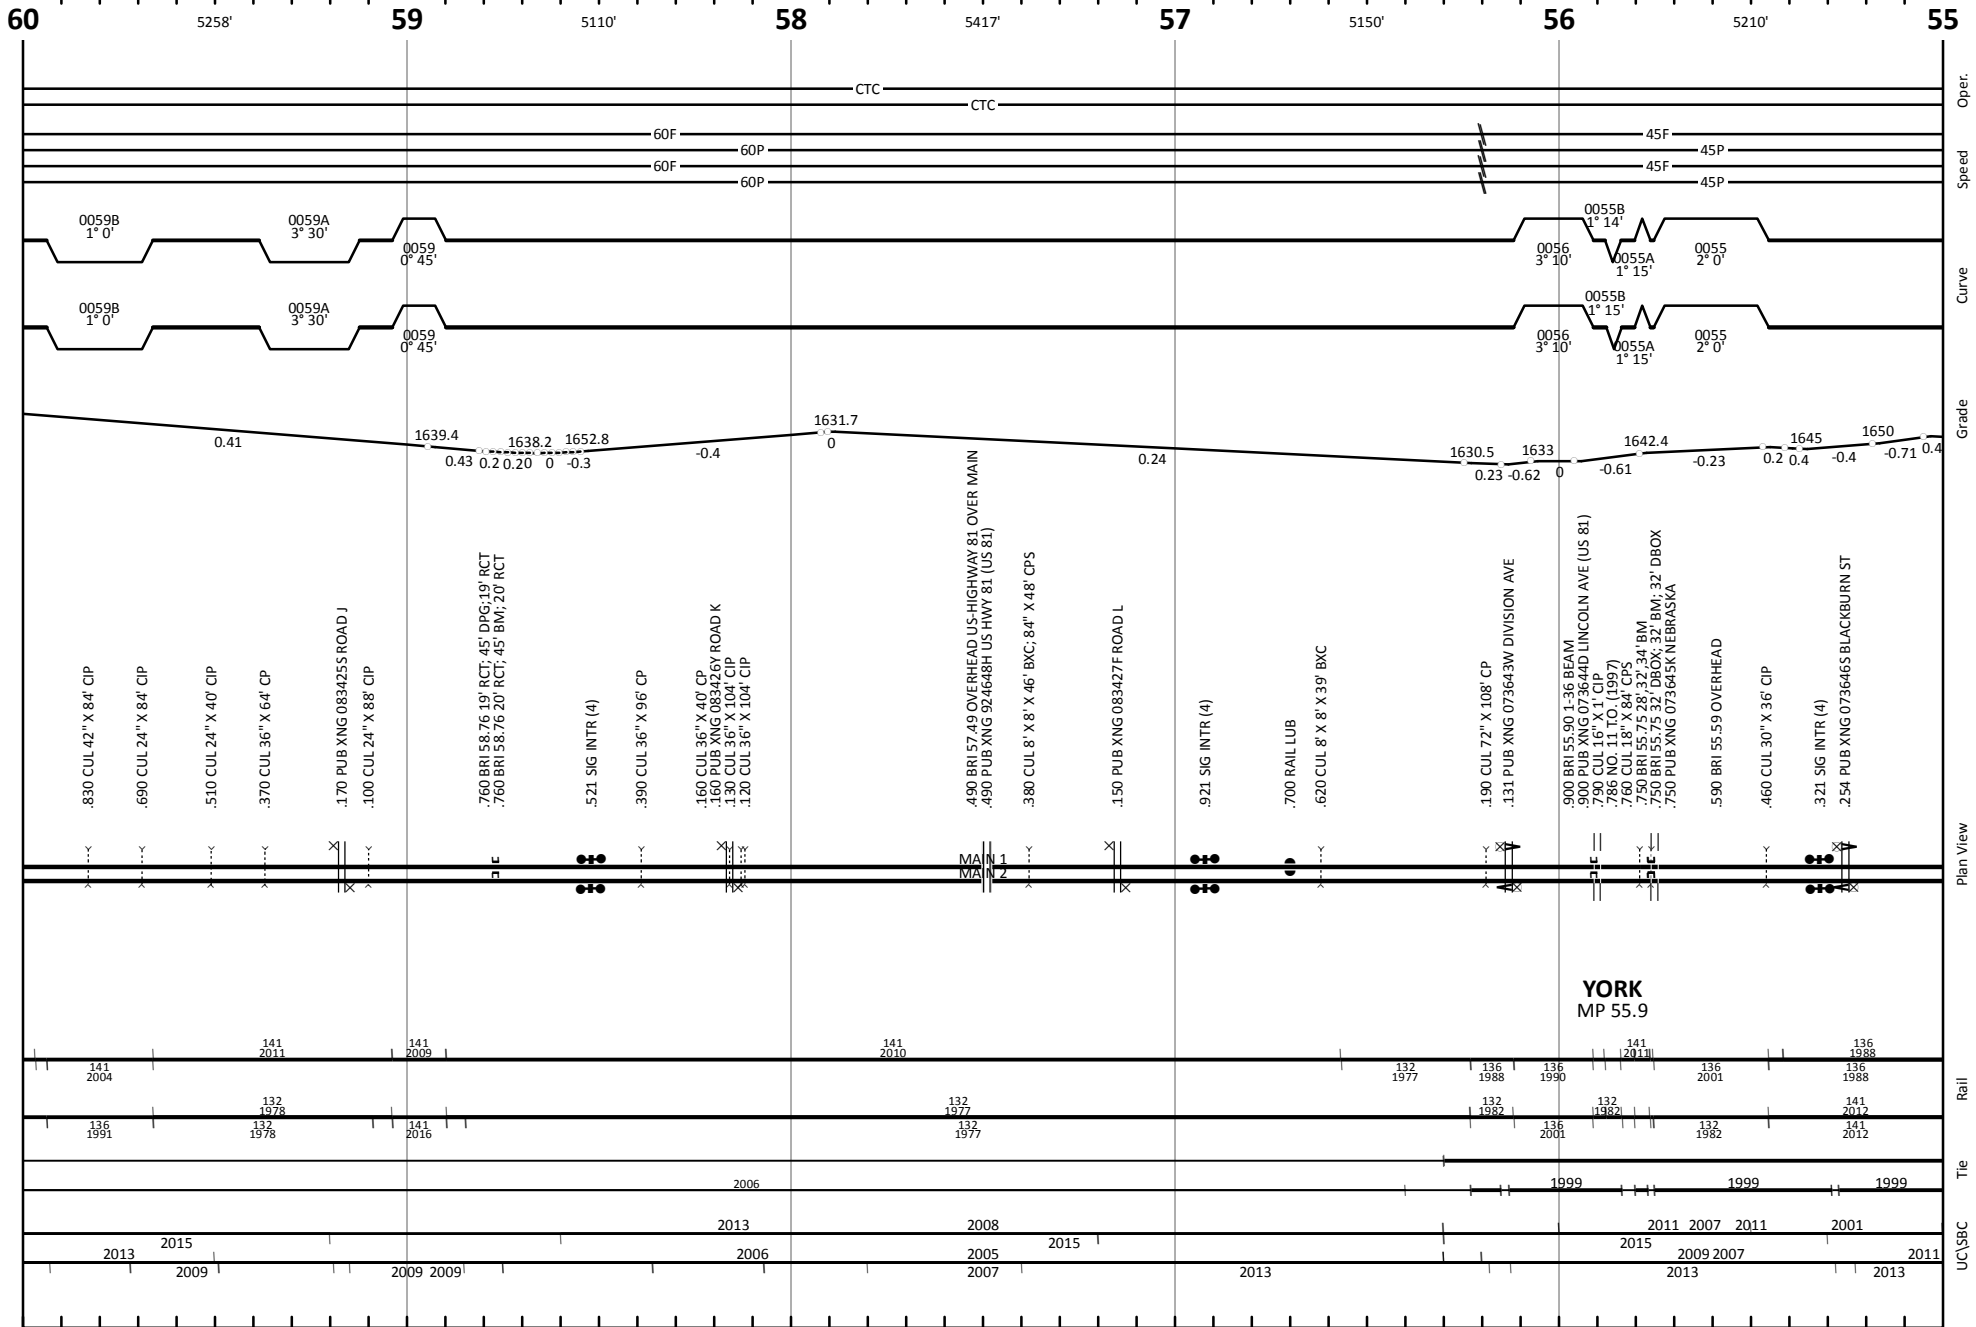 60 5258' 59 5110' 58 5417' 57 5150' 56 5210' 55
CTC
CTC
Oper.
60F 45F
60P 45P
60F 45F
60P 45P
Speed
0059B
1° 0'
0059A
3° 30'
0059
0° 45'
0056
3° 10'
0055B
1° 14'
0055A
1° 15'
0055
2° 0'
0059B
1° 0'
0059A
3° 30'
0059
0° 45'
0056
3° 10'
0055B
1° 15'
0055A
1° 15'
0055
2° 0'
Curve
1639.4 1638.2 1652.8 1631.7 1630.5 1633 1642.4 1645 1650
0.41 0.43 0.2 0.20 0 -0.3 -0.4 0 0.24 0.23 -0.62 0 -0.61 -0.23 0.2 0.4 -0.4 -0.71 0.4
Grade
.830 CUL 42" X 84' CIP
.690 CUL 24" X 84' CIP
.510 CUL 24" X 40' CIP
.370 CUL 36" X 64' CP
.170 PUB XNG 083425S ROAD J
.100 CUL 24" X 88' CIP
.760 BRI 58.76 19' RCT; 45' DPG;19' RCT
.760 BRI 58.76 20' RCT; 45' BM; 20' RCT
.521 SIG INTR (4)
.390 CUL 36" X 96' CP
.160 CUL 36" X 40' CP
.160 PUB XNG 083426Y ROAD K
.130 CUL 36" X 104' CIP
.120 CUL 36" X 104' CIP
.490 BRI 57.49 OVERHEAD US-HIGHWAY 81 OVER MAIN
.490 PUB XNG 924648H US HWY 81 (US 81)
.380 CUL 8' X 8' X 46' BXC; 84" X 48' CPS
.150 PUB XNG 083427F ROAD L
.921 SIG INTR (4)
.700 RAIL LUB
.620 CUL 8' X 8' X 39' BXC
.190 CUL 72" X 108' CP
.131 PUB XNG 073643W DIVISION AVE
.900 BRI 55.90 1-36 BEAM
.900 PUB XNG 073644D LINCOLN AVE (US 81)
.790 CUL 16" X 1' CIP
.786 NO. 11 T.O. (1997)
.760 CUL 18" X 84' CPS
.750 BRI 55.75 28',32',34' BM
.750 BRI 55.75 32' DBOX; 32' BM; 32' DBOX
.750 PUB XNG 073645K NEBRASKA
.590 BRI 55.59 OVERHEAD
.460 CUL 30" X 36' CIP
.321 SIG INTR (4)
.254 PUB XNG 073646S BLACKBURN ST
MAIN 1
MAIN 2
Plan View
YORK
MP 55.9
141 141 141 141 141 136
2011 2009 2010 2011 1988
141 132 136 136 136 136
2004 1977 1988 1990 2001 1988
132 132 132 132 141
1978 1977 1982 1982 2012
136 132 141 132 136 132 141
1991 1978 2016 1977 2001 1982 2012
Rail
2006 1999 1999 1999
Tie
2013 2008 2011 2007 2011 2001
2015 2015 2015
2013 2006 2005 2009 2007 2011
2009 2009 2009 2007 2013 2013 2013
UC\SBC